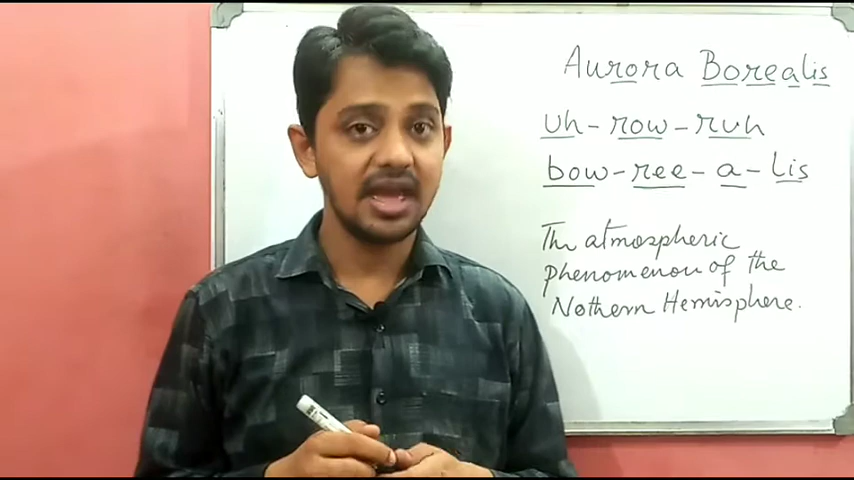 Aurora Borealis
uh-row-ruh
bow-ree-a-lis
The atmospheric
phenomenon of the
Nothern Hemisphere.